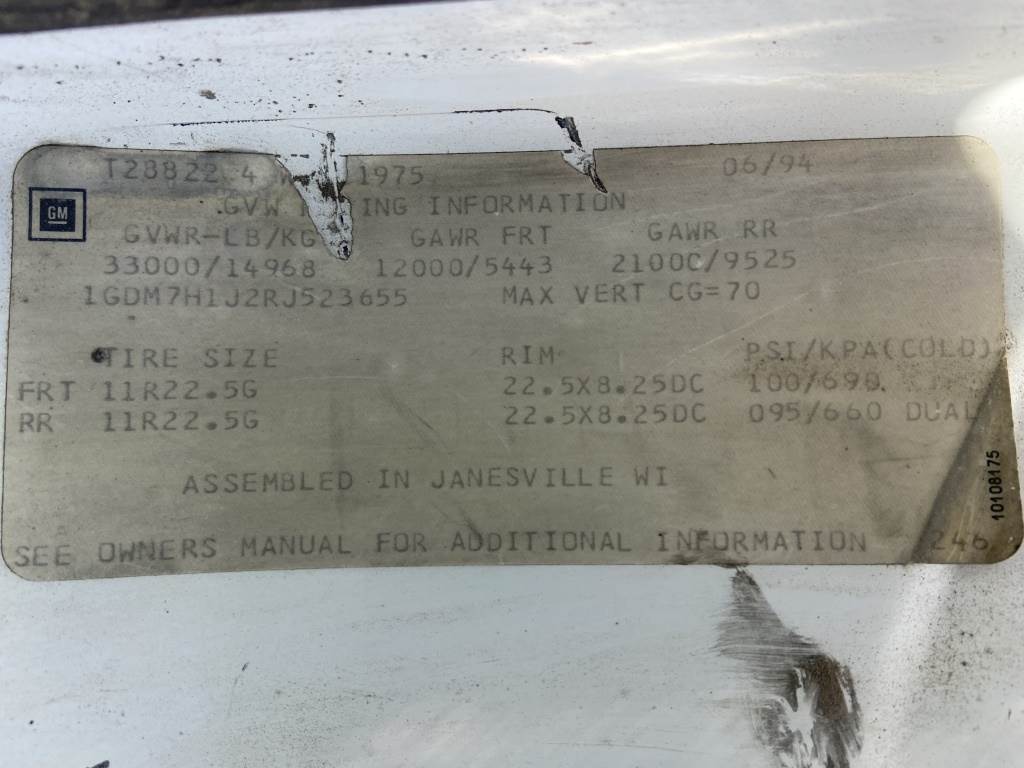 T28822 4 1975 06/94
GM
GVW INFORMATION
GVWR-LB/KG GAWR FRT GAWR RR
33000/14968 12000/5443 21000/9525
1GDM7H1J2RJ523655 MAX VERT CG=70
TIRE SIZE RIM PSI/KPA(COLD)
FRT 11R22.5G 22.5X8.25DC 100/690
RR 11R22.5G 22.5X8.25DC 095/660 DUAL
10108175
ASSEMBLED IN JANESVILLE WI
SEE OWNERS MANUAL FOR ADDITIONAL INFORMATION 246